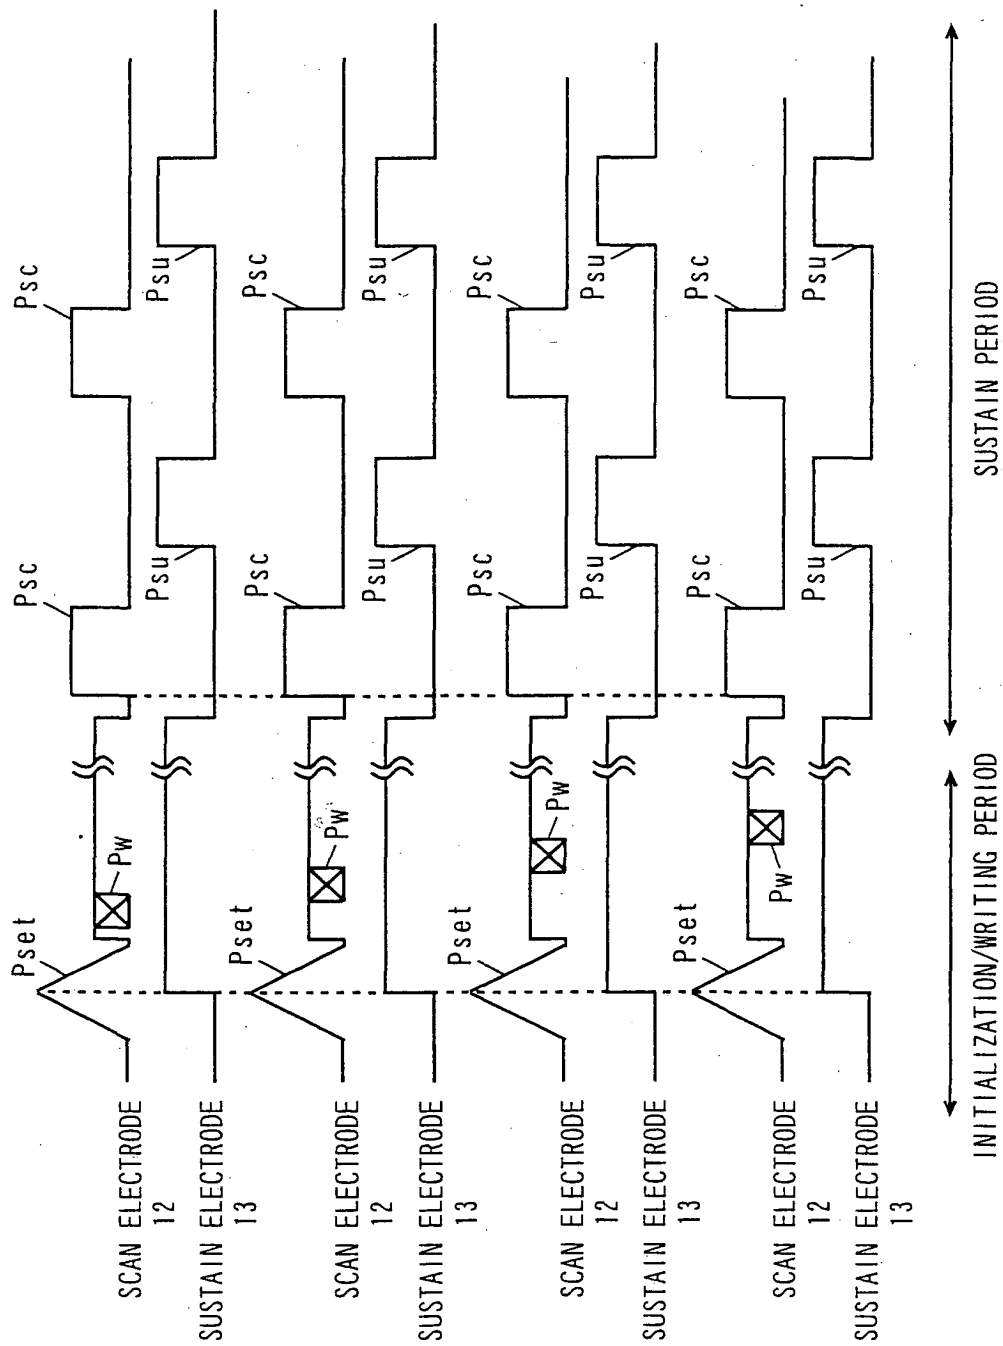 Pset
Psc
Psc
Pw
SCAN ELECTRODE
12
Psu
Psu
SUSTAIN ELECTRODE
13
Pset
Psc
Psc
Pw
SCAN ELECTRODE
12
Psu
Psu
SUSTAIN ELECTRODE
13
Pset
Psc
Psc
Pw
SCAN ELECTRODE
12
Psu
Psu
SUSTAIN ELECTRODE
13
Pset
Psc
Psc
Pw
SCAN ELECTRODE
12
Psu
Psu
SUSTAIN ELECTRODE
13
INITIALIZATION/WRITING PERIOD
SUSTAIN PERIOD